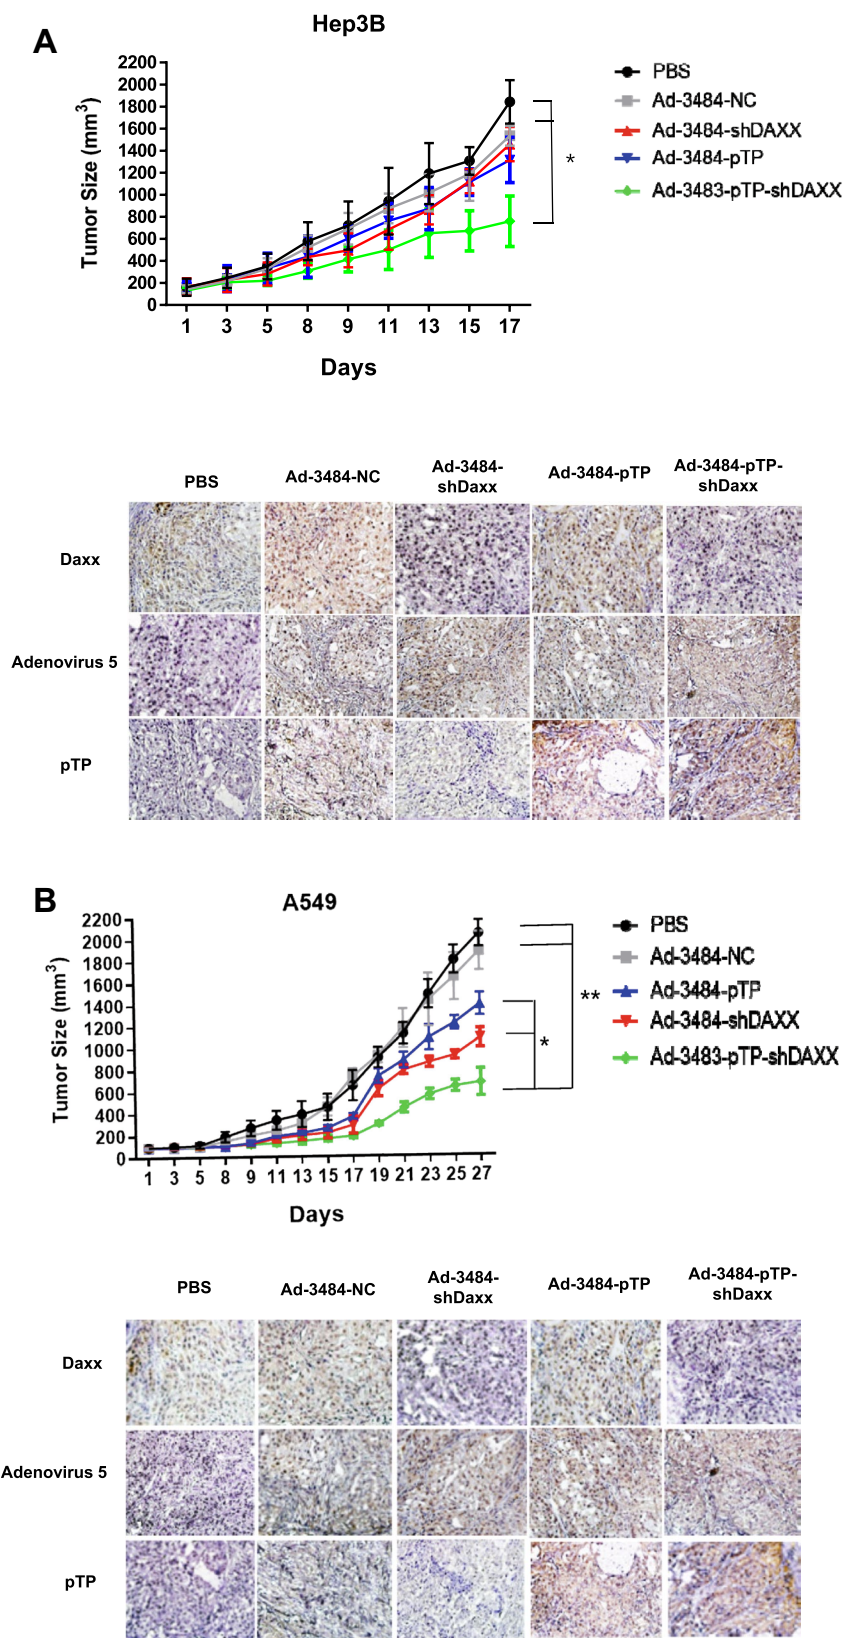 A
Hep3B
Tumor Size (mm3)
2200
2000
1800
1600
1400
1200
1000
800
600
400
200
0
1 3 5 8 9 11 13 15 17
Days
*
PBS
Ad-3484-NC
Ad-3484-shDAXX
Ad-3484-pTP
Ad-3483-pTP-shDAXX
PBS
Ad-3484-NC
Ad-3484-
shDaxx
Ad-3484-pTP
Ad-3484-pTP-
shDaxx
Daxx
Adenovirus 5
pTP
B
A549
Tumor Size (mm3)
2200
2000
1800
1600
1400
1200
1000
800
600
400
200
0
1 3 5 8 9 11 13 15 17 19 21 23 25 27
Days
*
**
PBS
Ad-3484-NC
Ad-3484-pTP
Ad-3484-shDAXX
Ad-3483-pTP-shDAXX
PBS
Ad-3484-NC
Ad-3484-
shDaxx
Ad-3484-pTP
Ad-3484-pTP-
shDaxx
Daxx
Adenovirus 5
pTP